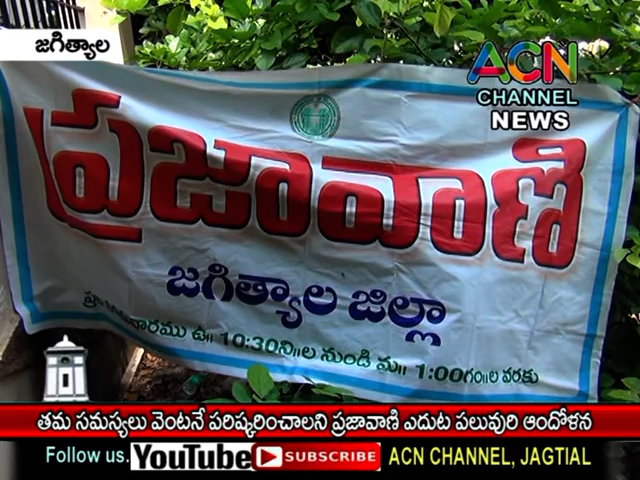 జగిత్యాల
ACN
CHANNEL
NEWS
ప్రజావాణి
జగిత్యాల జిల్లా
ఉ॥ 10:30ని॥ల నుండి మ॥ 1:00గం॥ల వరకు
తమ సమస్యలు వెంటనే పరిష్కరించాలని ప్రజావాణి ఎదుట పలువురి ఆందోళన
Follow us. YouTube SUBSCRIBE ACN CHANNEL, JAGTIAL